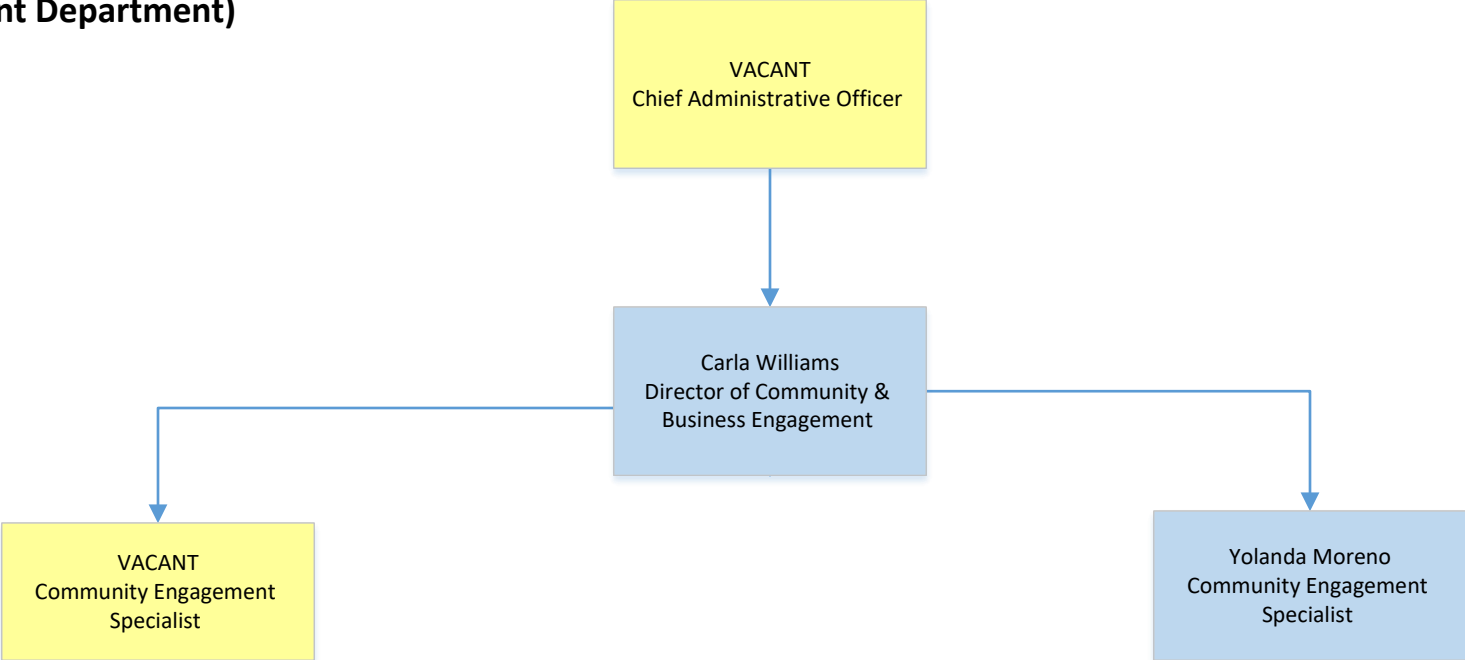 nt Department)
VACANT
Chief Administrative Officer
Carla Williams
Director of Community &
Business Engagement
VACANT
Community Engagement
Specialist
Yolanda Moreno
Community Engagement
Specialist